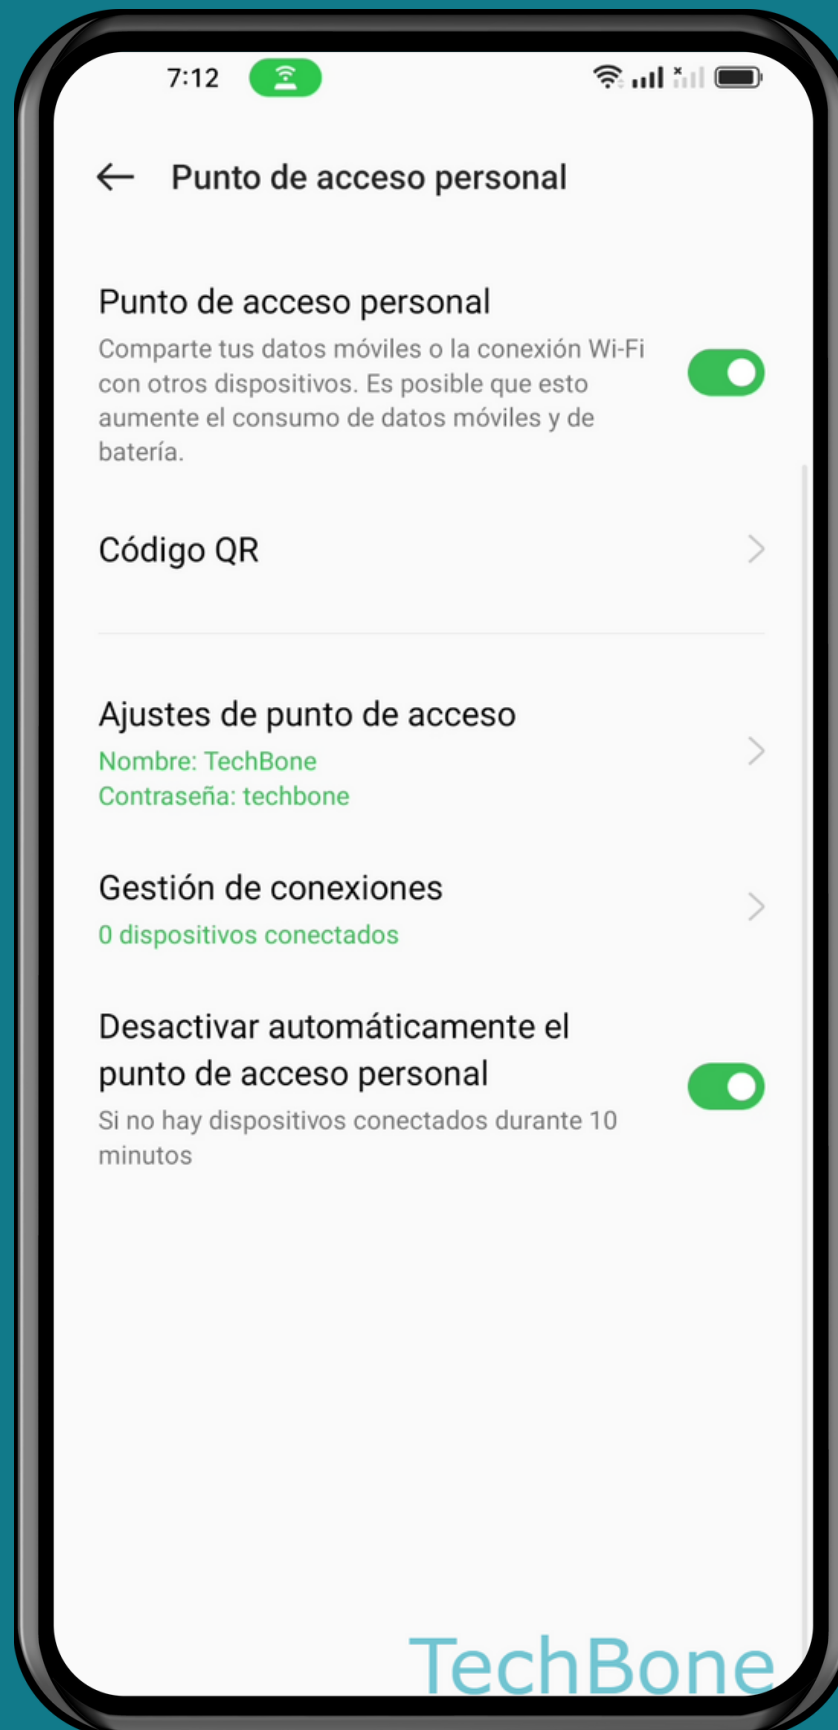 7:12
Punto de acceso personal
Punto de acceso personal
Comparte tus datos móviles o la conexión Wi-Fi
con otros dispositivos. Es posible que esto
aumente el consumo de datos móviles y de
batería.
Código QR
Ajustes de punto de acceso
Nombre: TechBone
Contraseña: techbone
Gestión de conexiones
0 dispositivos conectados
Desactivar automáticamente el
punto de acceso personal
Si no hay dispositivos conectados durante 10
minutos
TechBone